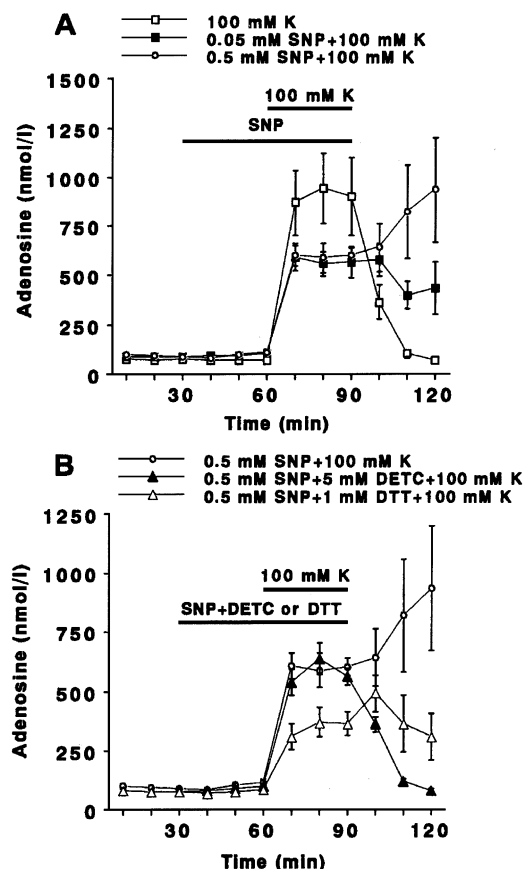 A
100 mM K
0.05 mM SNP+100 mM K
0.5 mM SNP+100 mM K
1500
1250
1000
750
500
250
0
Adenosine (nmol/l)
100 mM K
SNP
30
60
90
120
Time (min)
B
0.5 mM SNP+100 mM K
0.5 mM SNP+5 mM DETC+100 mM K
0.5 mM SNP+1 mM DTT+100 mM K
1250
1000
750
500
250
0
Adenosine (nmol/l)
100 mM K
SNP+DETC or DTT
30
60
90
120
Time (min)